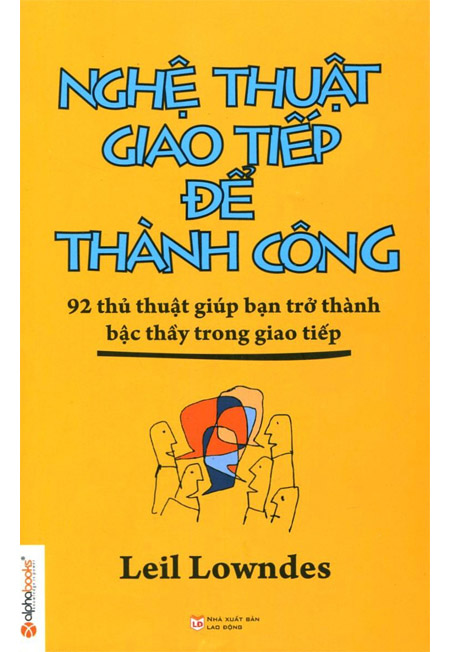 NGHỆ THUẬT
GIAO TIẾP
ĐỂ
THÀNH CÔNG
92 thủ thuật giúp bạn trở thành
bậc thầy trong giao tiếp
Leil Lowndes
alphabooks®
LĐ
NHÀ XUẤT BẢN
LAO ĐỘNG